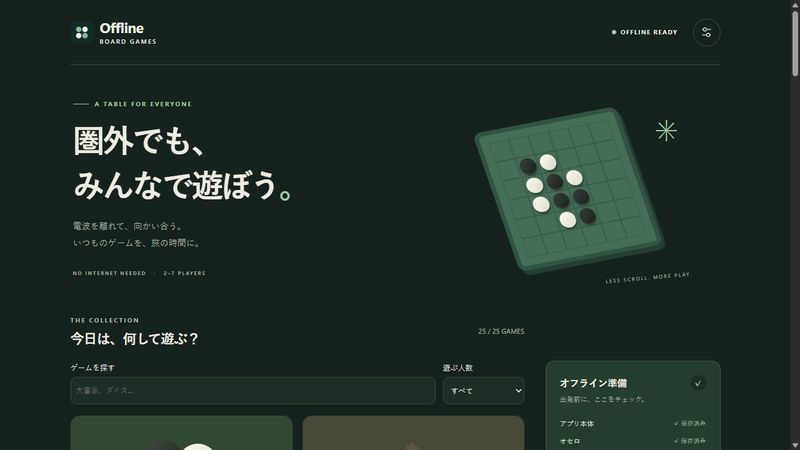 Offline
BOARD GAMES
OFFLINE READY
A TABLE FOR EVERYONE
圏外でも、
みんなで遊ぼう。
電波を離れて、向かい合う。
いつものゲームを、旅の時間に。
NO INTERNET NEEDED · 2–7 PLAYERS
LESS SCROLL. MORE PLAY.
THE COLLECTION
今日は、何して遊ぶ？
25 / 25 GAMES
ゲームを探す
遊ぶ人数
大富豪、ダイス…
すべて
オフライン準備
✓
出発前に、ここをチェック。
アプリ本体
✓ 保存済み
オセロ
✓ 保存済み